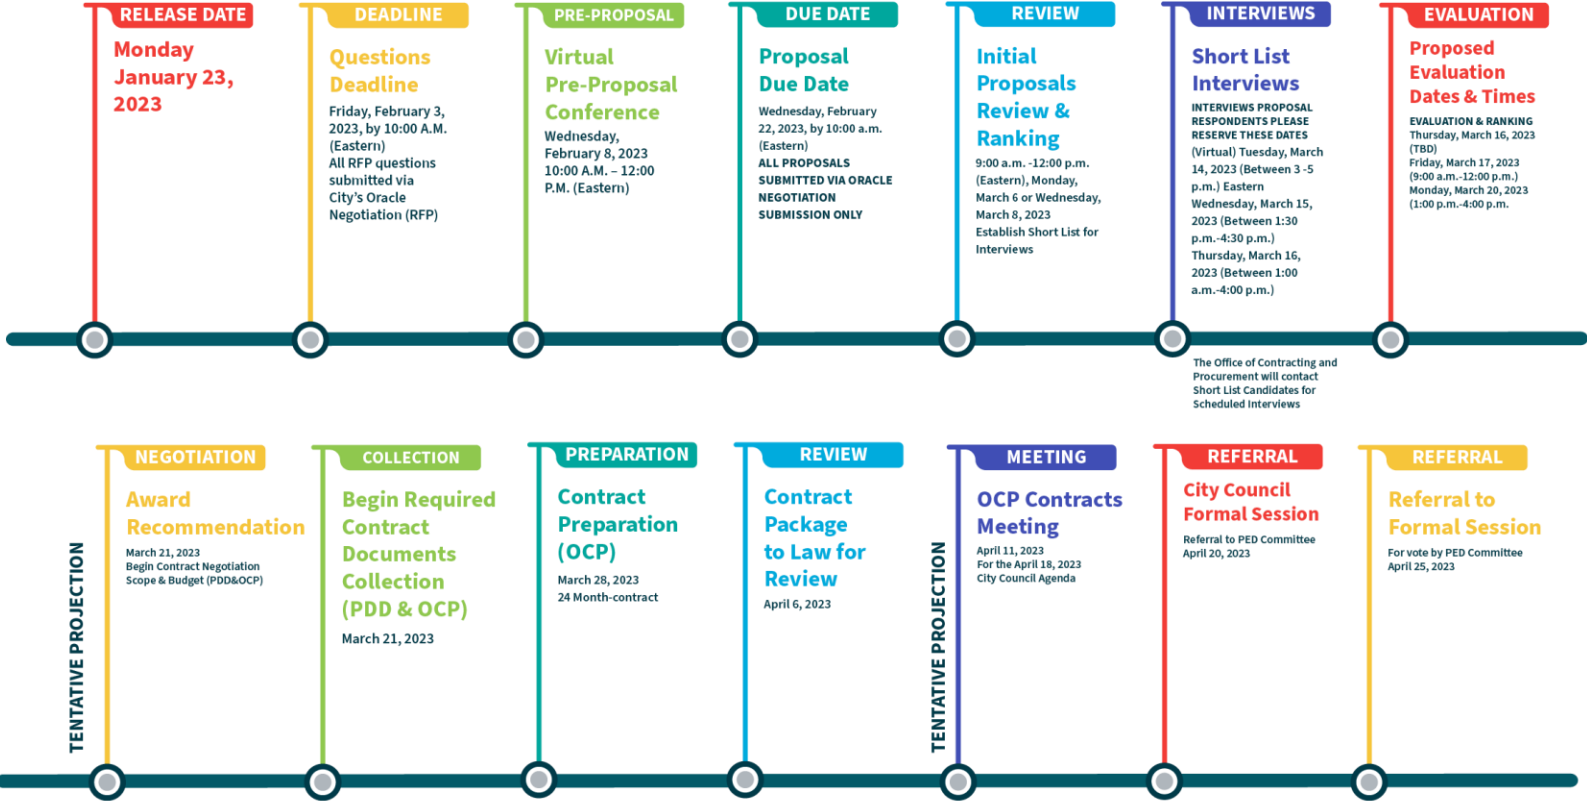 RELEASE DATE
Monday
January 23,
2023
DEADLINE
Questions
Deadline
Friday, February 3,
2023, by 10:00 A.M.
(Eastern)
All RFP questions
submitted via
City's Oracle
Negotiation (RFP)
PRE-PROPOSAL
Virtual
Pre-Proposal
Conference
Wednesday,
February 8, 2023
10:00 A.M. – 12:00
P.M. (Eastern)
DUE DATE
Proposal
Due Date
Wednesday, February
22, 2023, by 10:00 a.m.
(Eastern)
ALL PROPOSALS
SUBMITTED VIA ORACLE
NEGOTIATION
SUBMISSION ONLY
REVIEW
Initial
Proposals
Review &
Ranking
9:00 a.m. -12:00 p.m.
(Eastern), Monday,
March 6 or Wednesday,
March 8, 2023
Establish Short List for
Interviews
INTERVIEWS
Short List
Interviews
INTERVIEWS PROPOSAL
RESPONDENTS PLEASE
RESERVE THESE DATES
(Virtual) Tuesday, March
14, 2023 (Between 3 -5
p.m.) Eastern
Wednesday, March 15,
2023 (Between 1:30
p.m.-4:30 p.m.)
Thursday, March 16,
2023 (Between 1:00
a.m.-4:00 p.m.)
The Office of Contracting and
Procurement will contact
Short List Candidates for
Scheduled Interviews
EVALUATION
Proposed
Evaluation
Dates & Times
EVALUATION & RANKING
Thursday, March 16, 2023
(TBD)
Friday, March 17, 2023
(9:00 a.m.-12:00 p.m.)
Monday, March 20, 2023
(1:00 p.m.-4:00 p.m.
TENTATIVE PROJECTION
NEGOTIATION
Award
Recommendation
March 21, 2023
Begin Contract Negotiation
Scope & Budget (PDD&OCP)
COLLECTION
Begin Required
Contract
Documents
Collection
(PDD & OCP)
March 21, 2023
PREPARATION
Contract
Preparation
(OCP)
March 28, 2023
24 Month-contract
REVIEW
Contract
Package
to Law for
Review
April 6, 2023
TENTATIVE PROJECTION
MEETING
OCP Contracts
Meeting
April 11, 2023
For the April 18, 2023
City Council Agenda
REFERRAL
City Council
Formal Session
Referral to PED Committee
April 20, 2023
REFERRAL
Referral to
Formal Session
For vote by PED Committee
April 25, 2023